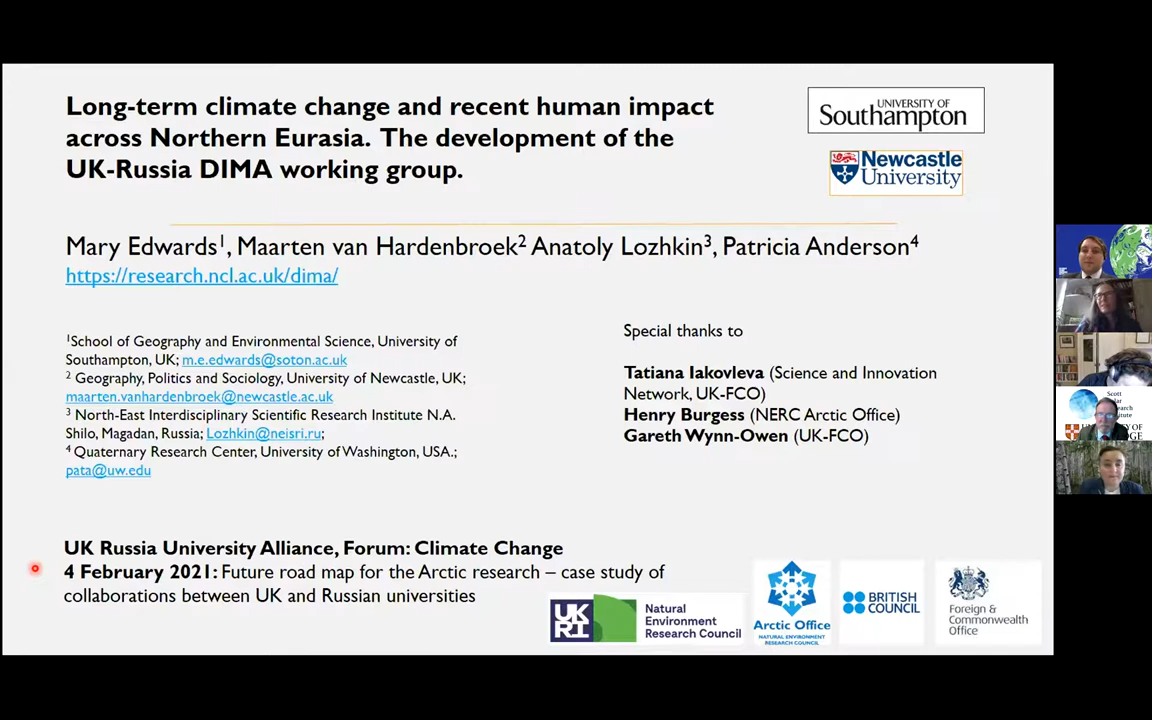 Long-term climate change and recent human impact
across Northern Eurasia. The development of the
UK-Russia DIMA working group.
UNIVERSITY OF
Southampton
Newcastle
University
Mary Edwards1, Maarten van Hardenbroek2 Anatoly Lozhkin3, Patricia Anderson4
https://research.ncl.ac.uk/dima/
1School of Geography and Environmental Science, University of
Southampton, UK; m.e.edwards@soton.ac.uk
2 Geography, Politics and Sociology, University of Newcastle, UK;
maarten.vanhardenbroek@newcastle.ac.uk
3 North-East Interdisciplinary Scientific Research Institute N.A.
Shilo, Magadan, Russia; Lozhkin@neisri.ru;
4 Quaternary Research Center, University of Washington, USA.;
pata@uw.edu
Special thanks to
Tatiana Iakovleva (Science and Innovation
Network, UK-FCO)
Henry Burgess (NERC Arctic Office)
Gareth Wynn-Owen (UK-FCO)
UK Russia University Alliance, Forum: Climate Change
4 February 2021: Future road map for the Arctic research – case study of
collaborations between UK and Russian universities
UK
RI
Natural
Environment
Research Council
Arctic Office
NATURAL ENVIRONMENT
RESEARCH COUNCIL
BRITISH
COUNCIL
Foreign &
Commonwealth
Office
Scott